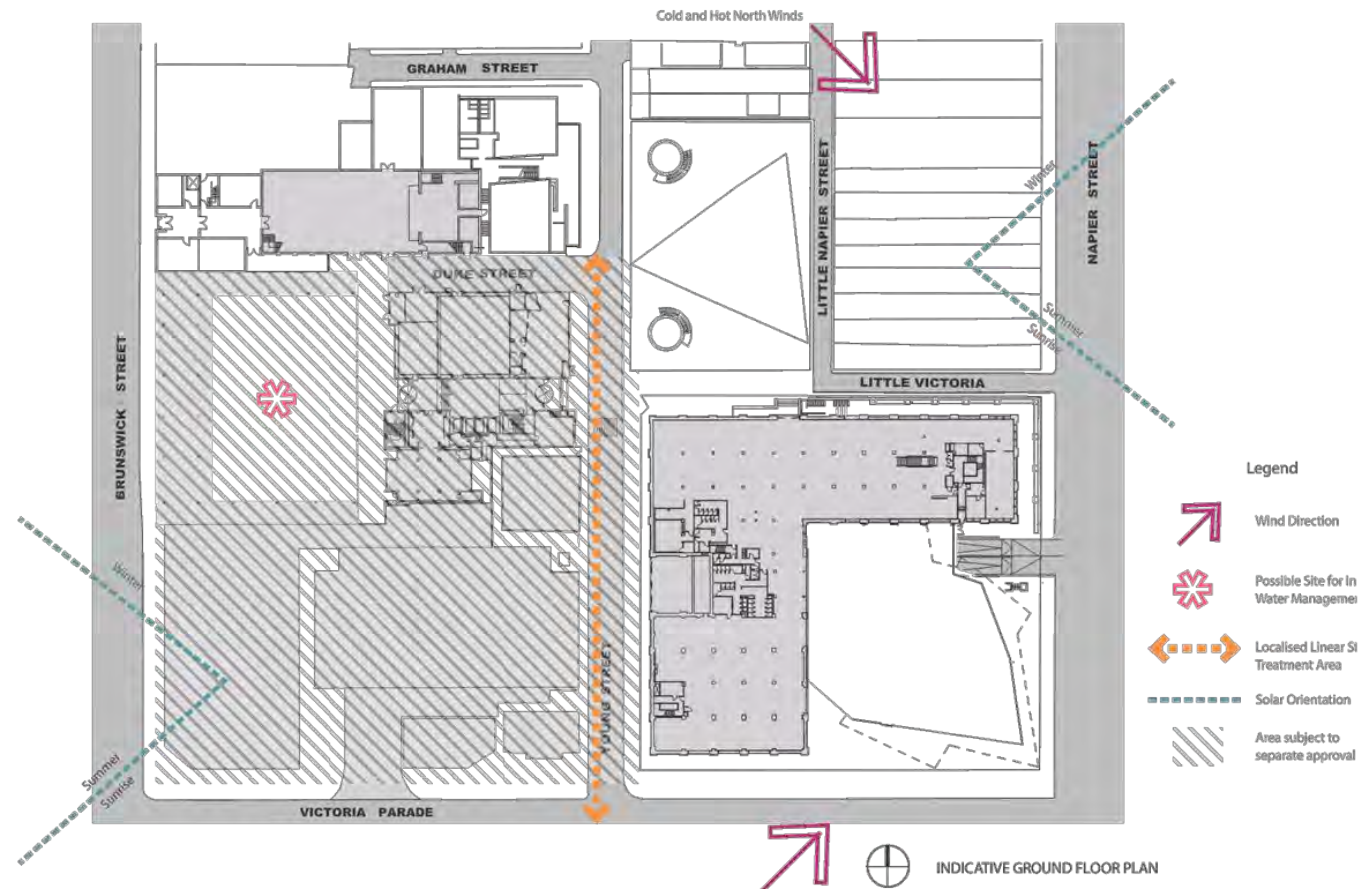 Cold and Hot North Winds
GRAHAM STREET
LITTLE NAPIER STREET
NAPIER STREET
Winter
DUKE STREET
Summer
Sunrise
BRUNSWICK STREET
LITTLE VICTORIA
Legend
Wind Direction
Possible Site for In
Water Manageme
Localised Linear St
Treatment Area
Solar Orientation
Area subject to
separate approval
Winter
YOUNG STREET
Summer
Sunrise
VICTORIA PARADE
INDICATIVE GROUND FLOOR PLAN